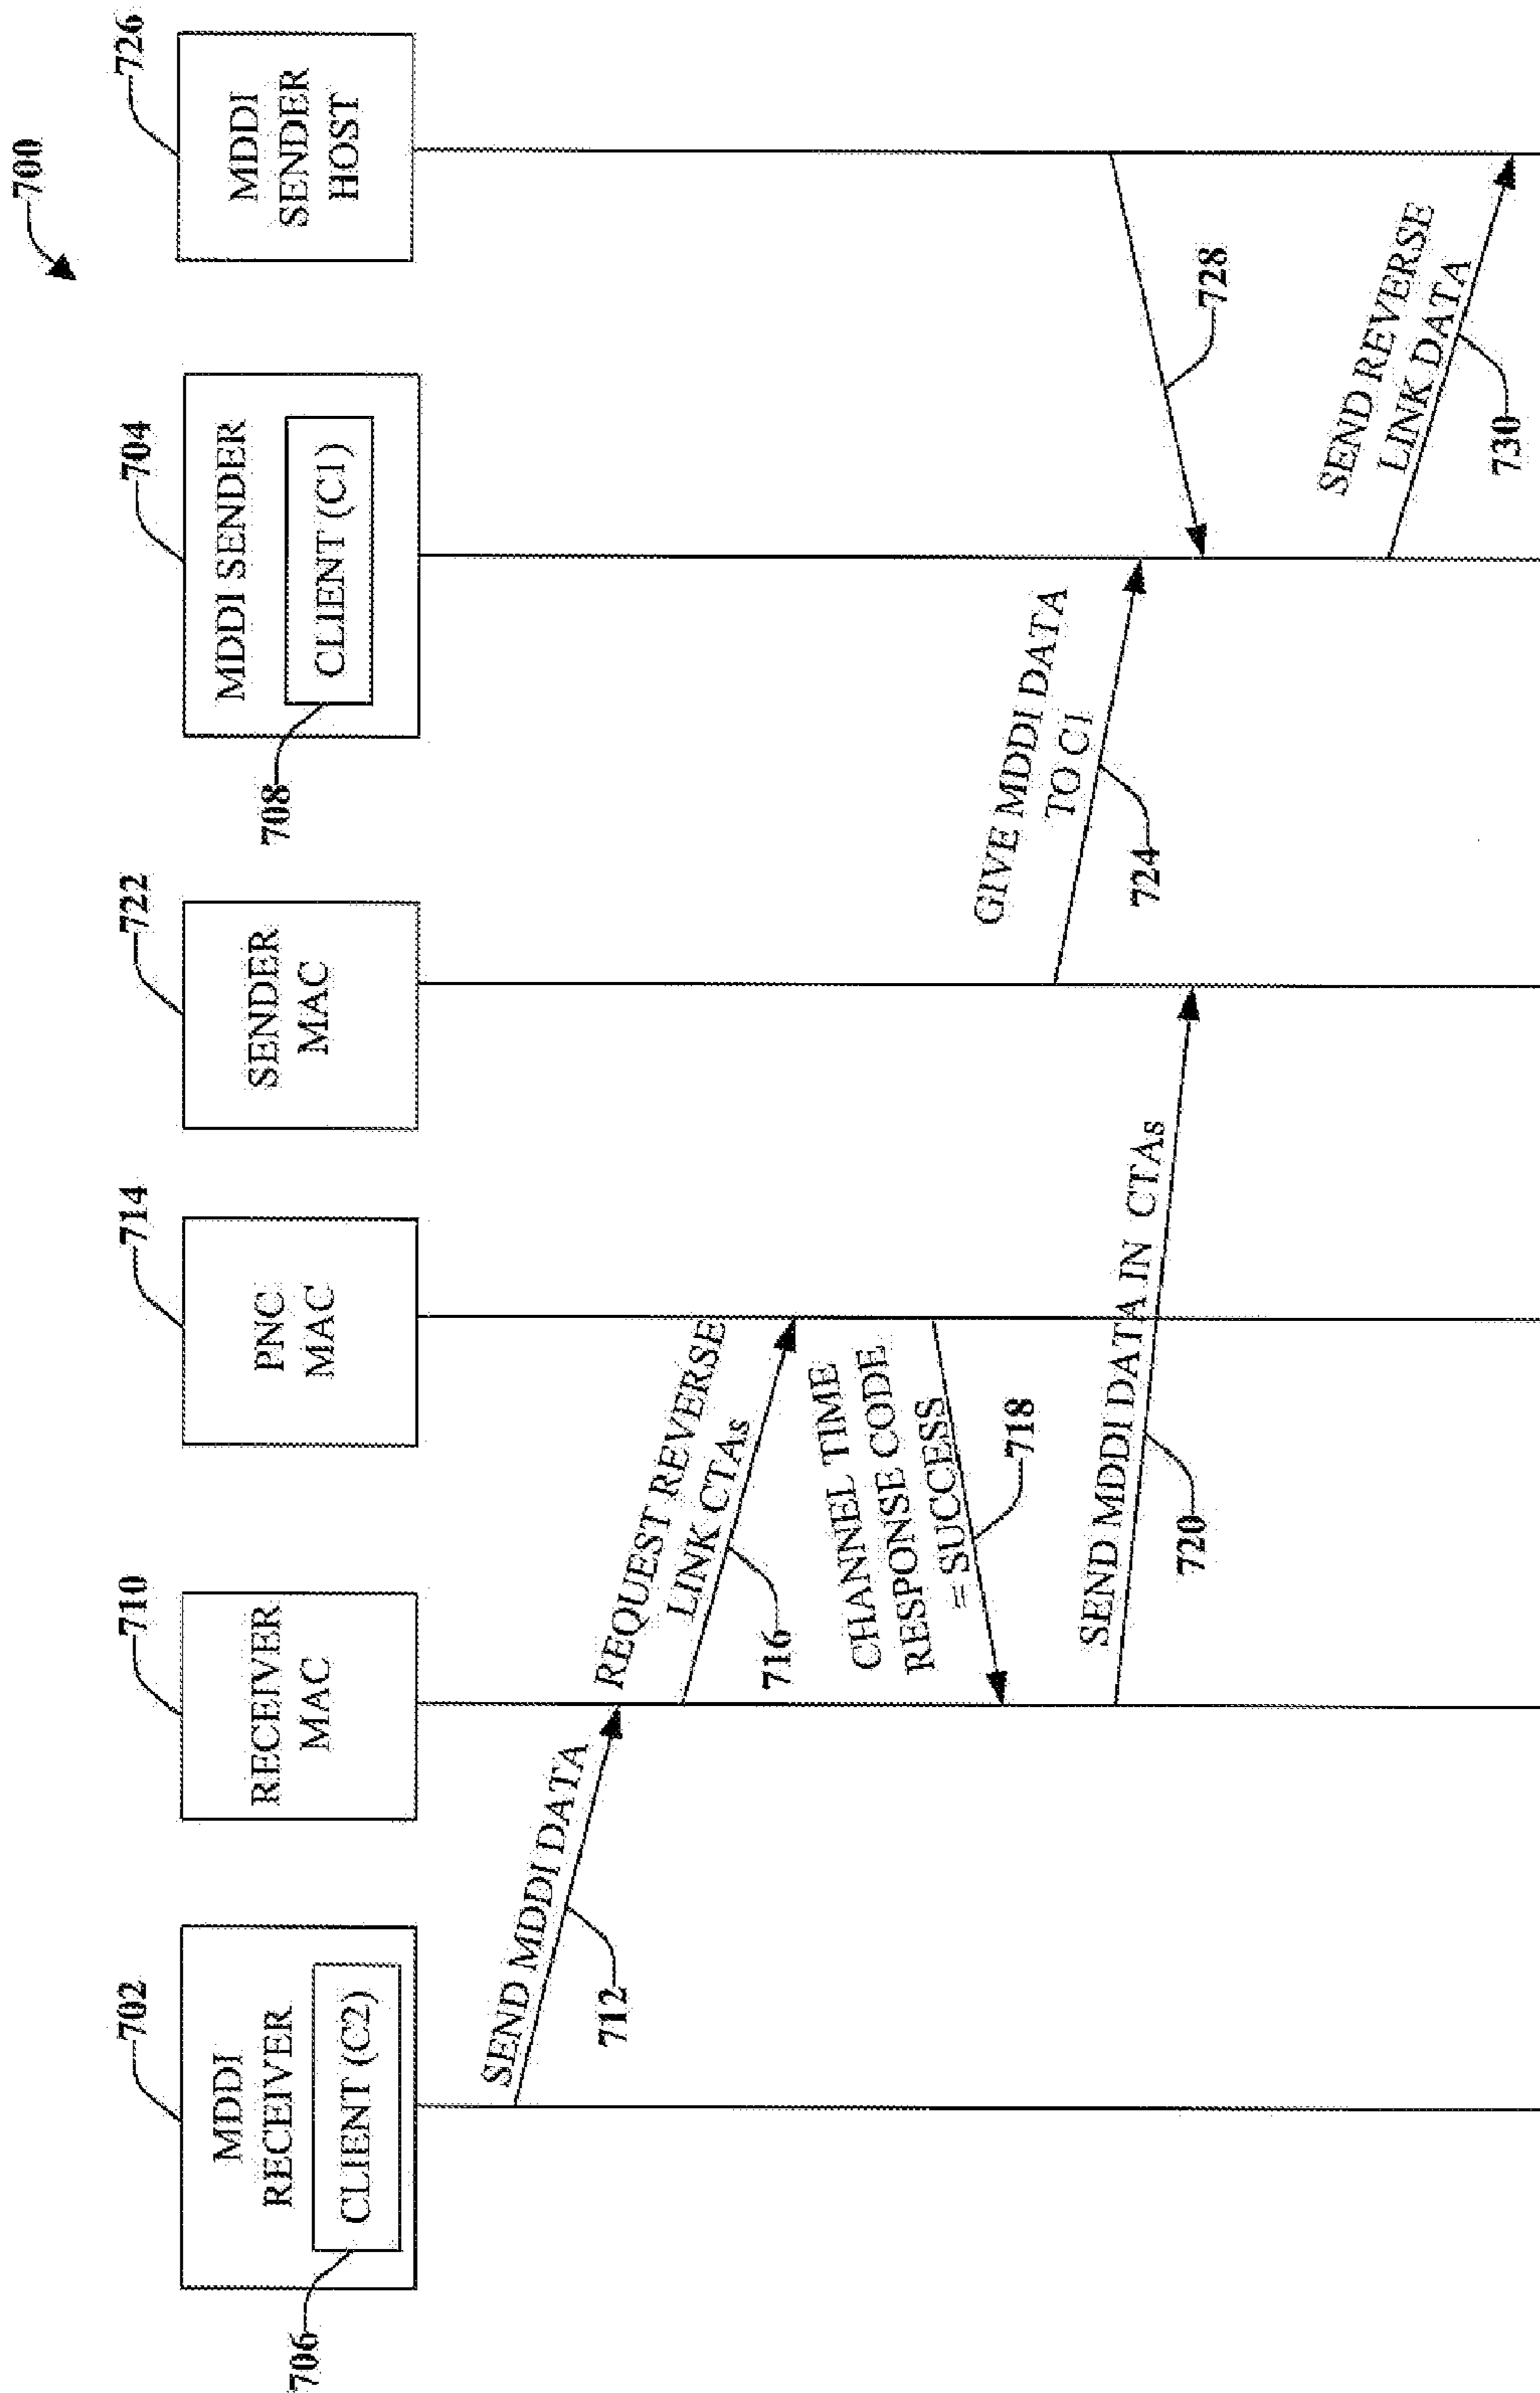 700
702
MDDI
RECEIVER
CLIENT (C2)
706
710
RECEIVER
MAC
714
PNC
MAC
722
SENDER
MAC
704
MDDI SENDER
CLIENT (C1)
708
726
MDDI
SENDER
HOST
SEND MDDI DATA
712
REQUEST REVERSE
LINK CTAs
716
CHANNEL TIME
RESPONSE CODE
= SUCCESS
718
SEND MDDI DATA IN CTAs
720
GIVE MDDI DATA
TO C1
724
728
SEND REVERSE
LINK DATA
730